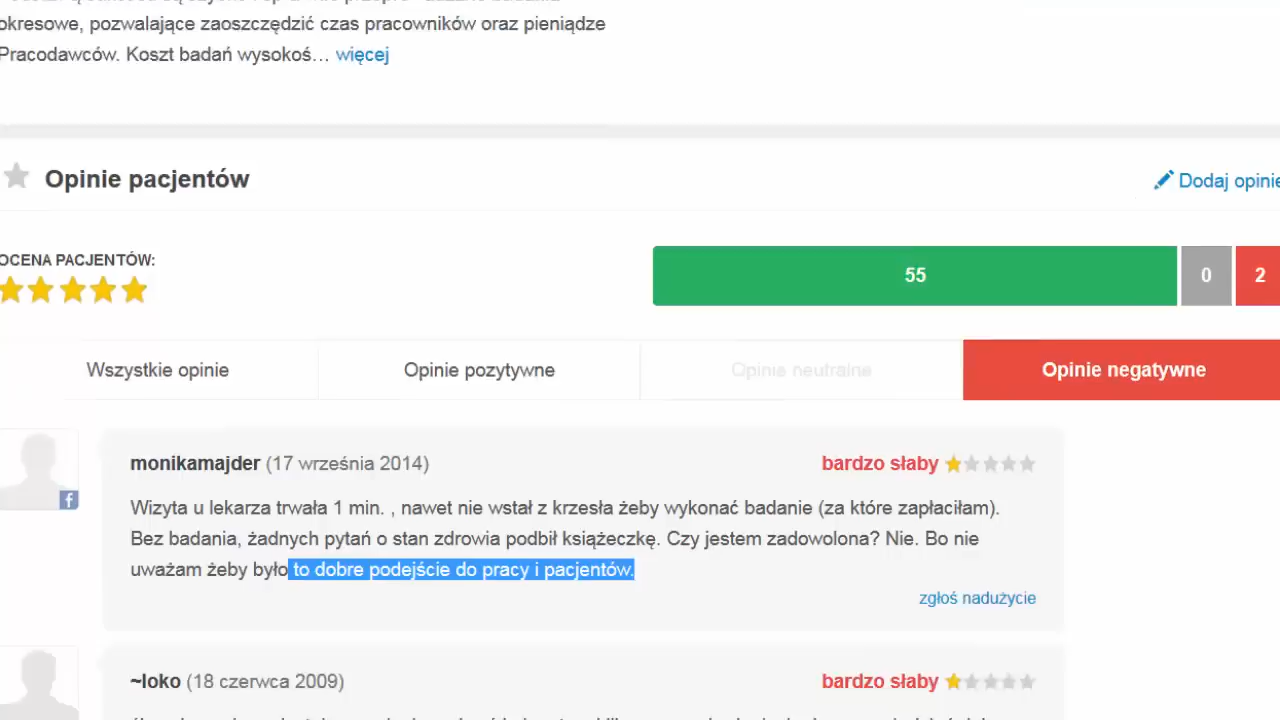 okresowe, pozwalające zaoszczędzić czas pracowników oraz pieniądze
Pracodawców. Koszt badań wysokoś… więcej
Opinie pacjentów
Dodaj opinie
OCENA PACJENTÓW:
55
0
2
Wszystkie opinie
Opinie pozytywne
Opinie neutralne
Opinie negatywne
monikamajder (17 września 2014)
bardzo słaby
Wizyta u lekarza trwała 1 min. , nawet nie wstał z krzesła żeby wykonać badanie (za które zapłaciłam).
Bez badania, żadnych pytań o stan zdrowia podbił książeczkę. Czy jestem zadowolona? Nie. Bo nie
uważam żeby było to dobre podejście do pracy i pacjentów.
zgłoś nadużycie
~loko (18 czerwca 2009)
bardzo słaby